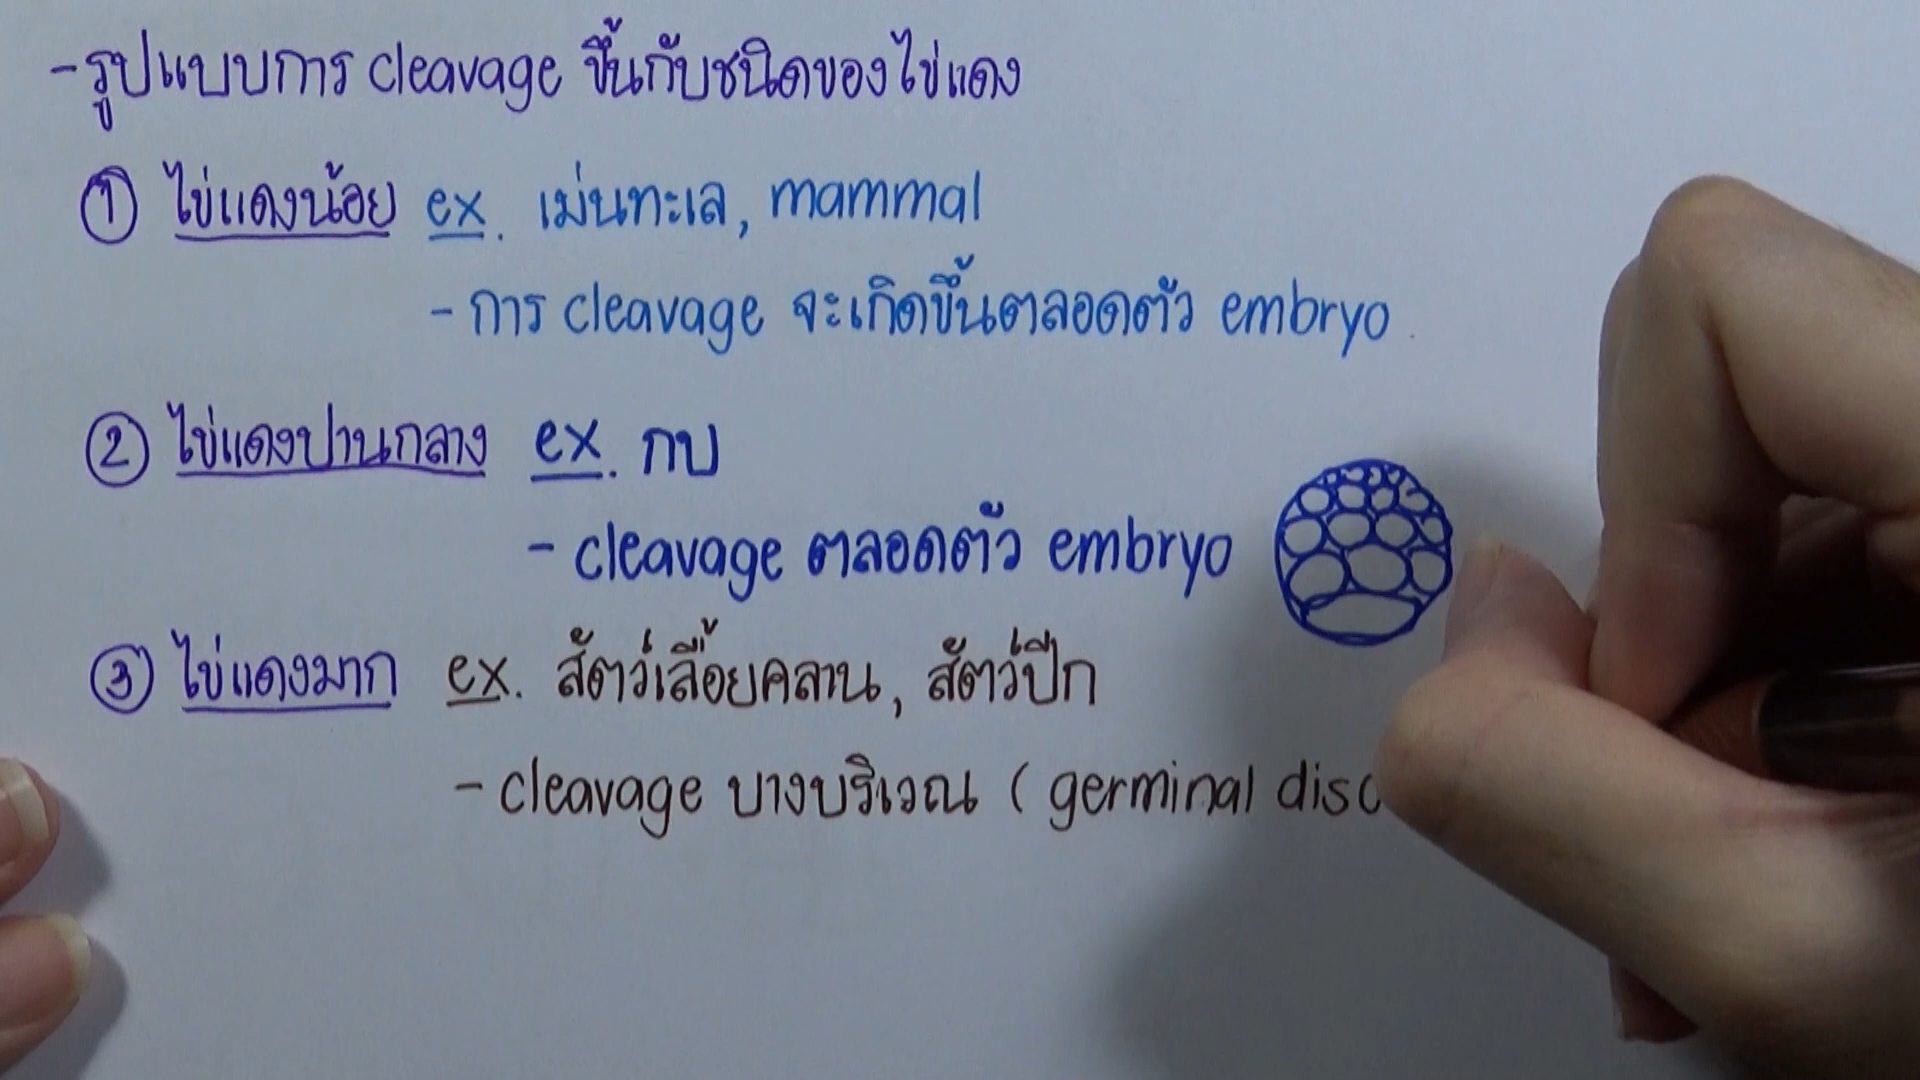 - รูปแบบการ cleavage ขึ้นกับชนิดของไข่แดง
① ไข่แดงน้อย ex. เม่นทะเล, mammal
- การ cleavage จะเกิดขึ้นตลอดตัว embryo
② ไข่แดงปานกลาง ex. กบ
- cleavage ตลอดตัว embryo
③ ไข่แดงมาก ex. สัตว์เลื้อยคลาน, สัตว์ปีก
- cleavage บางบริเวณ ( germinal disc